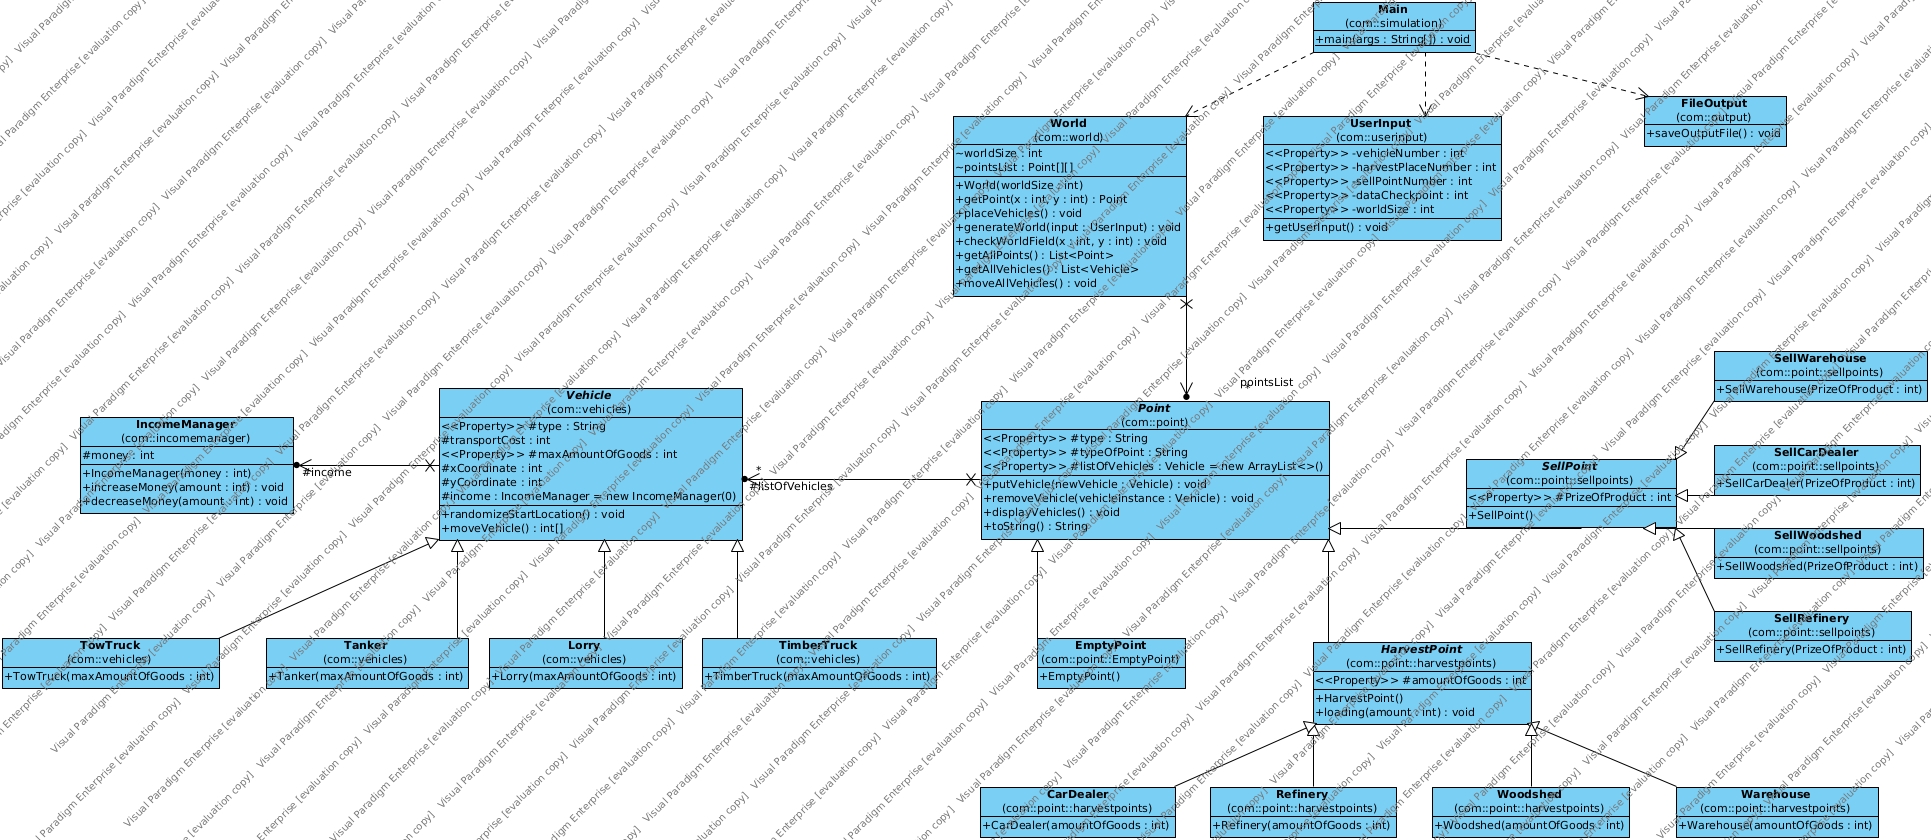 Main
(com::simulation)
+main(args : String[]) : void
FileOutput
(com::output)
+saveOutputFile() : void
World
(com::world)
~worldSize : int
~pointsList : Point[][]
+World(worldSize : int)
+getPoint(x : int, y : int) : Point
+placeVehicles() : void
+generateWorld(input : UserInput) : void
+checkWorldField(x : int, y : int) : void
+getAllPoints() : List<Point>
+getAllVehicles() : List<Vehicle>
+moveAllVehicles() : void
UserInput
(com::userinput)
<<Property>> -vehicleNumber : int
<<Property>> -harvestPlaceNumber : int
<<Property>> -sellPointNumber : int
<<Property>> -dataCheckpoint : int
<<Property>> -worldSize : int
+getUserInput() : void
~pointsList
*
IncomeManager
(com::incomemanager)
#money : int
+IncomeManager(money : int)
+increaseMoney(amount : int) : void
+decreaseMoney(amount : int) : void
#income
Vehicle
(com::vehicles)
<<Property>> #type : String
#transportCost : int
<<Property>> #maxAmountOfGoods : int
#xCoordinate : int
#yCoordinate : int
#income : IncomeManager = new IncomeManager(0)
+randomizeStartLocation() : void
+moveVehicle() : int[]
*
#listOfVehicles
Point
(com::point)
<<Property>> #type : String
<<Property>> #typeOfPoint : String
<<Property>> #listOfVehicles : Vehicle = new ArrayList<>()
+putVehicle(newVehicle : Vehicle) : void
+removeVehicle(vehicleinstance : Vehicle) : void
+displayVehicles() : void
+toString() : String
SellPoint
(com::point::sellpoints)
<<Property>> #PrizeOfProduct : int
+SellPoint()
SellWarehouse
(com::point::sellpoints)
+SellWarehouse(PrizeOfProduct : int)
SellCarDealer
(com::point::sellpoints)
+SellCarDealer(PrizeOfProduct : int)
SellWoodshed
(com::point::sellpoints)
+SellWoodshed(PrizeOfProduct : int)
SellRefinery
(com::point::sellpoints)
+SellRefinery(PrizeOfProduct : int)
TowTruck
(com::vehicles)
+TowTruck(maxAmountOfGoods : int)
Tanker
(com::vehicles)
+Tanker(maxAmountOfGoods : int)
Lorry
(com::vehicles)
+Lorry(maxAmountOfGoods : int)
TimberTruck
(com::vehicles)
+TimberTruck(maxAmountOfGoods : int)
EmptyPoint
(com::point::EmptyPoint)
+EmptyPoint()
HarvestPoint
(com::point::harvestpoints)
<<Property>> #amountOfGoods : int
+HarvestPoint()
+loading(amount : int) : void
CarDealer
(com::point::harvestpoints)
+CarDealer(amountOfGoods : int)
Refinery
(com::point::harvestpoints)
+Refinery(amountOfGoods : int)
Woodshed
(com::point::harvestpoints)
+Woodshed(amountOfGoods : int)
Warehouse
(com::point::harvestpoints)
+Warehouse(amountOfGoods : int)
Visual Paradigm Enterprise [evaluation copy]